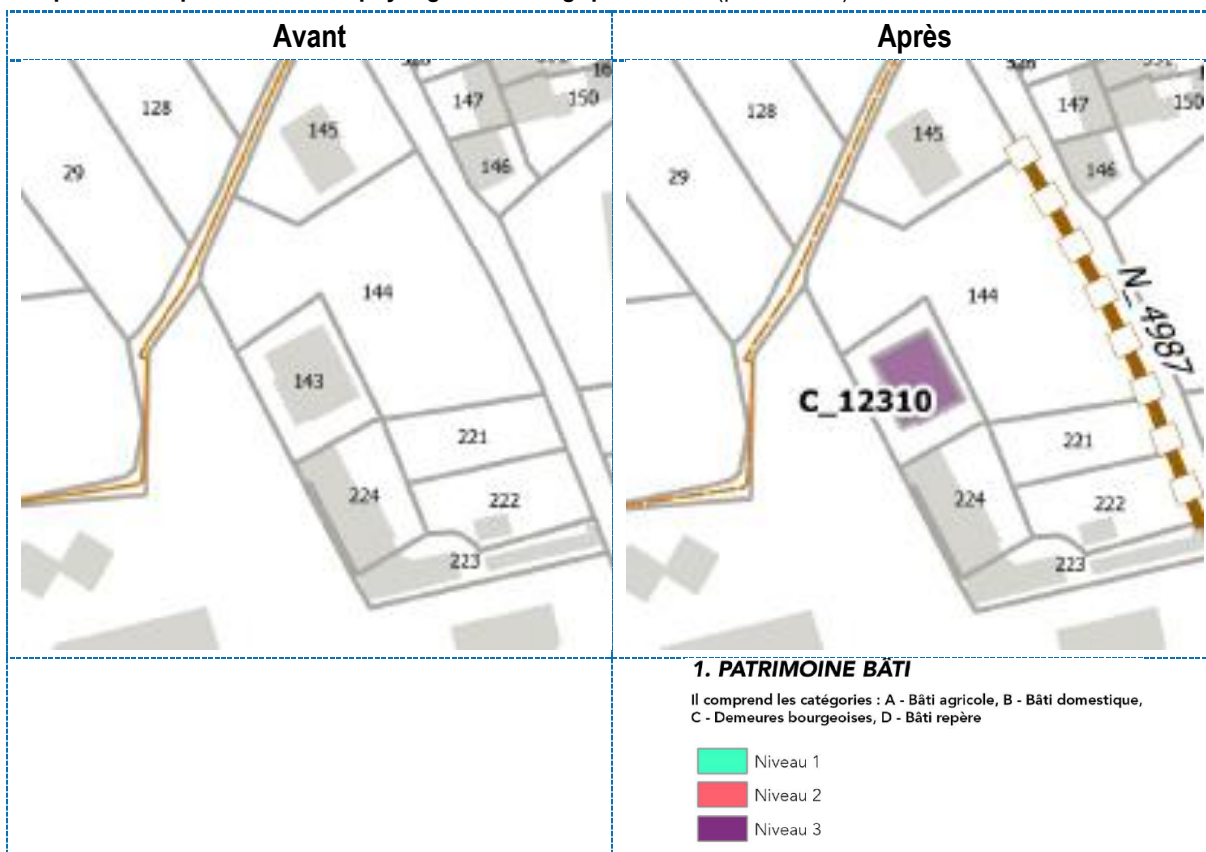 Avant
Après
128
145
147
150
29
146
144
143
221
224
222
223
128
145
147
150
29
146
144
N_4987
C_12310
221
224
222
223
1. PATRIMOINE BÂTI
Il comprend les catégories : A - Bâti agricole, B - Bâti domestique,
C - Demeures bourgeoises, D - Bâti repère
Niveau 1
Niveau 2
Niveau 3